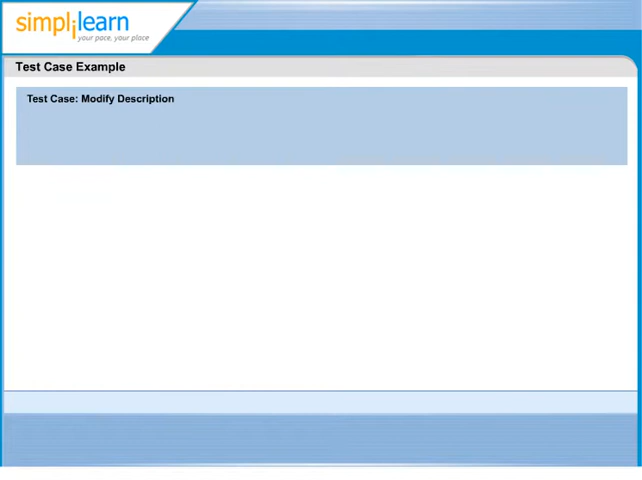 simplilearn
your pace, your place
Test Case Example
Test Case: Modify Description